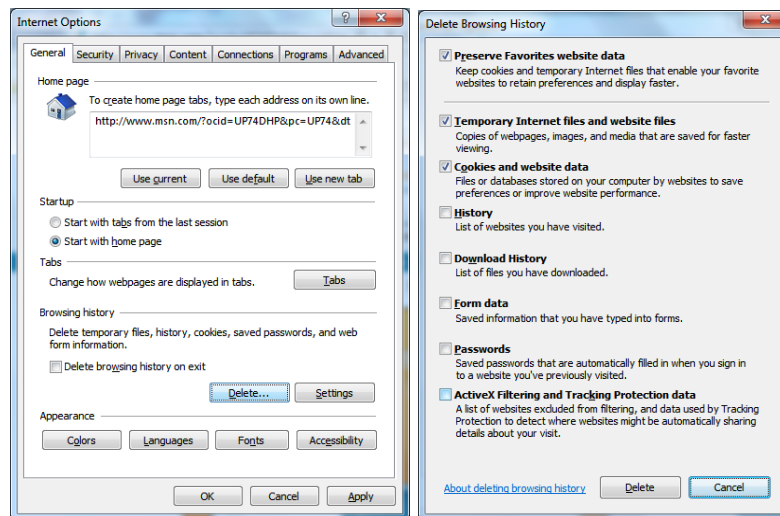 Internet Options
General Security Privacy Content Connections Programs Advanced
Home page
To create home page tabs, type each address on its own line.
http://www.msn.com/?ocid=UP74DHP&pc=UP74&dt
Use current Use default Use new tab
Startup
Start with tabs from the last session
Start with home page
Tabs
Change how webpages are displayed in tabs. Tabs
Browsing history
Delete temporary files, history, cookies, saved passwords, and web
form information.
Delete browsing history on exit
Delete... Settings
Appearance
Colors Languages Fonts Accessibility
OK Cancel Apply
Delete Browsing History
Preserve Favorites website data
Keep cookies and temporary Internet files that enable your favorite
websites to retain preferences and display faster.
Temporary Internet files and website files
Copies of webpages, images, and media that are saved for faster
viewing.
Cookies and website data
Files or databases stored on your computer by websites to save
preferences or improve website performance.
History
List of websites you have visited.
Download History
List of files you have downloaded.
Form data
Saved information that you have typed into forms.
Passwords
Saved passwords that are automatically filled in when you sign in
to a website you've previously visited.
ActiveX Filtering and Tracking Protection data
A list of websites excluded from filtering, and data used by Tracking
Protection to detect where websites might be automatically sharing
details about your visit.
About deleting browsing history Delete Cancel